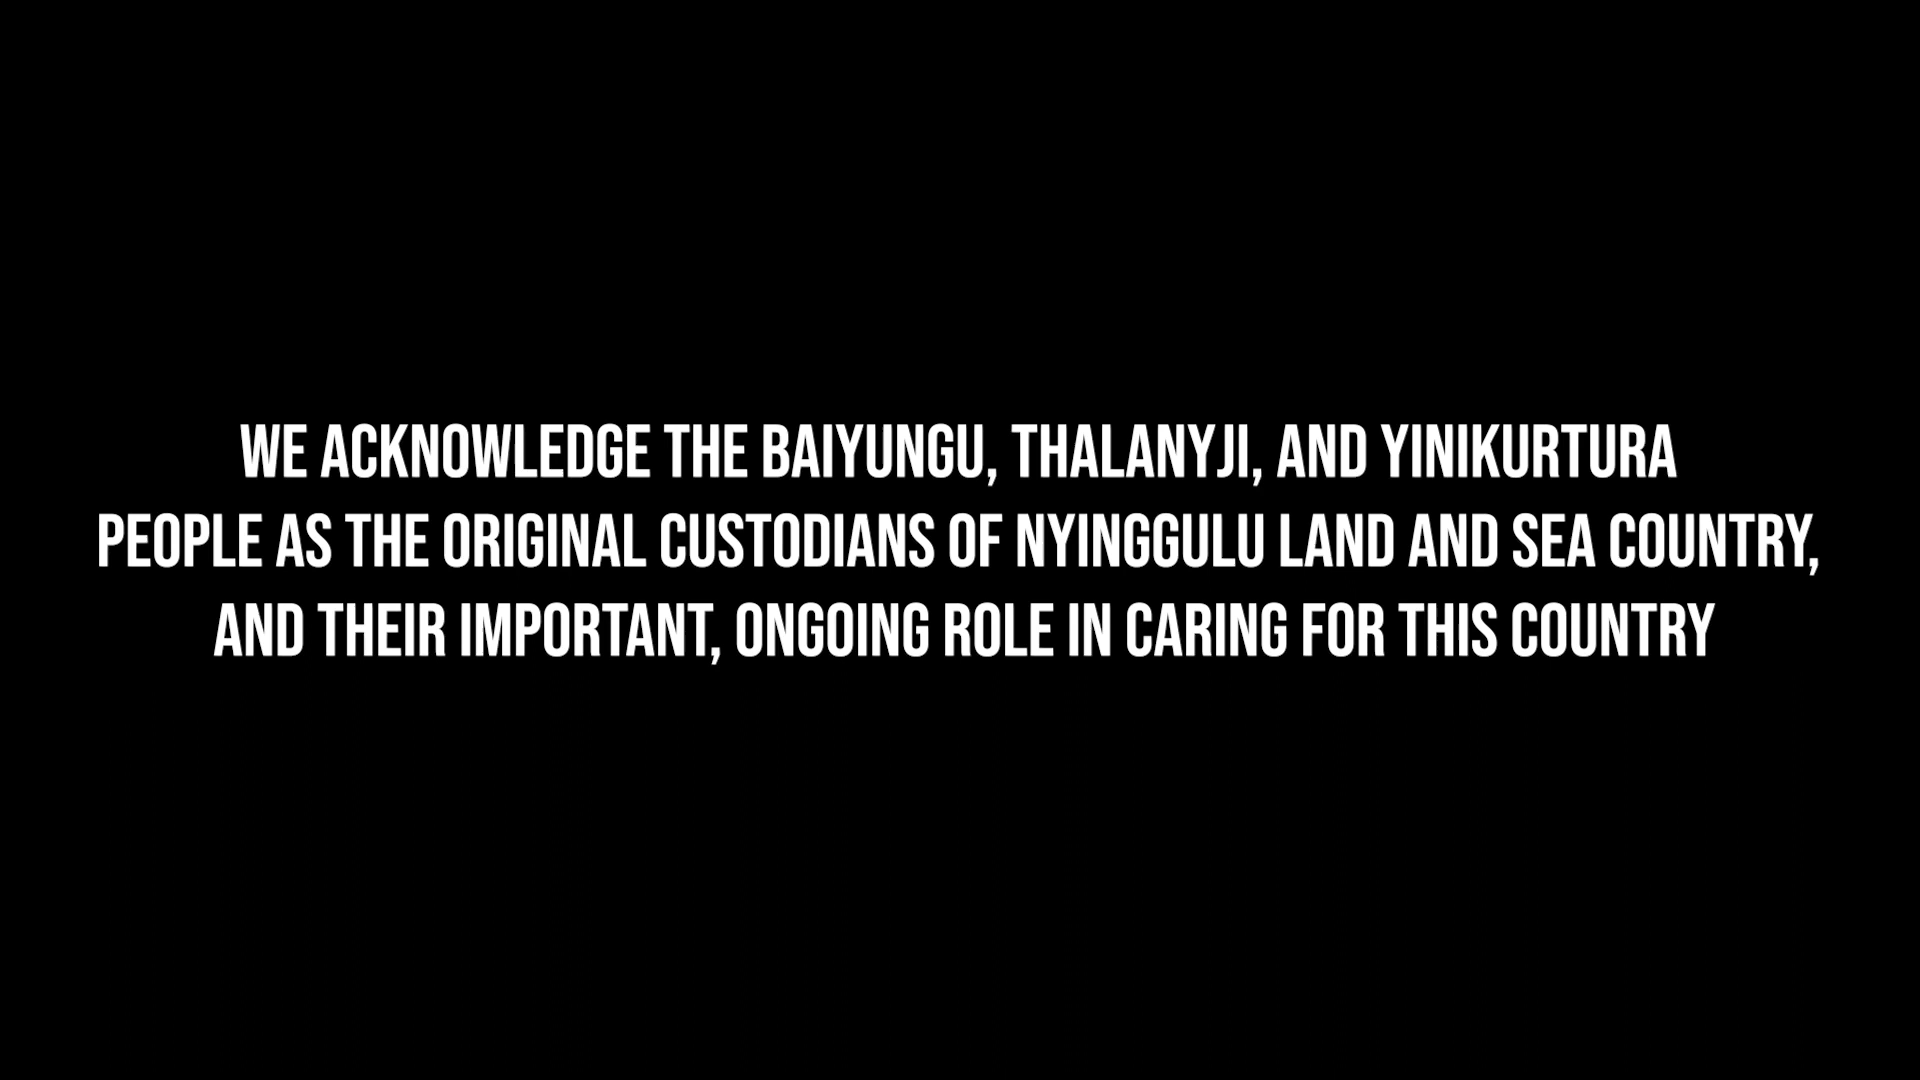 WE ACKNOWLEDGE THE BAIYUNGU, THALANYJI, AND YINIKURTURA
PEOPLE AS THE ORIGINAL CUSTODIANS OF NYINGGULU LAND AND SEA COUNTRY,
AND THEIR IMPORTANT, ONGOING ROLE IN CARING FOR THIS COUNTRY